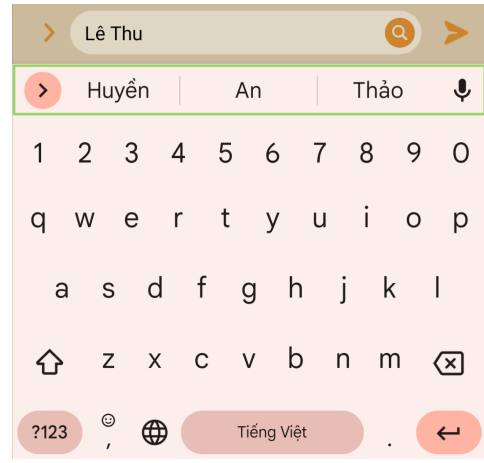 Lê Thu
Huyền An Thảo
1 2 3 4 5 6 7 8 9 0
q w e r t y u i o p
a s d f g h j k l
z x c v b n m
?123 , Tiếng Việt .